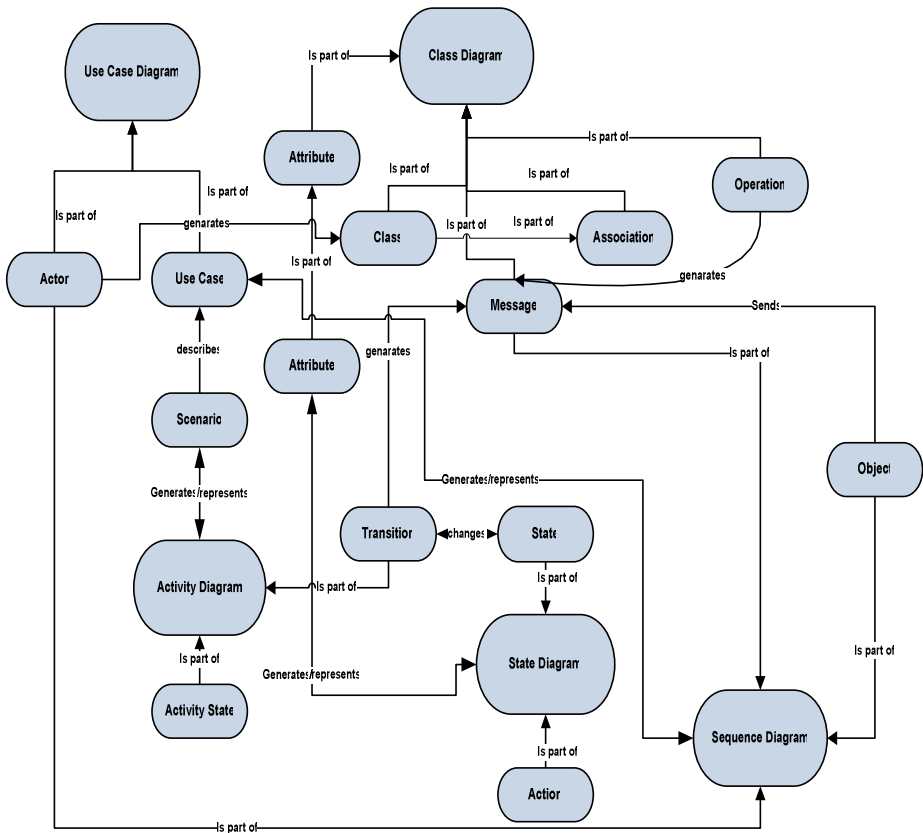 Class Diagram
Is part of
Use Case Diagram
Is part of
Attribute
Is part of
Is part of
Operation
Is part of
Is part of
genarates
Is part of
Is part of
Class
Association
Is part of
genarates
Actor
Use Case
Message
Sends
describes
genarates
Is part of
Attribute
Scenario
Object
Generates/represents
Generates/represents
Transition
changes
State
Activity Diagram
Is part of
Is part of
Is part of
Is part of
State Diagram
Generates/represents
Activity State
Sequence Diagram
Is part of
Action
Is part of